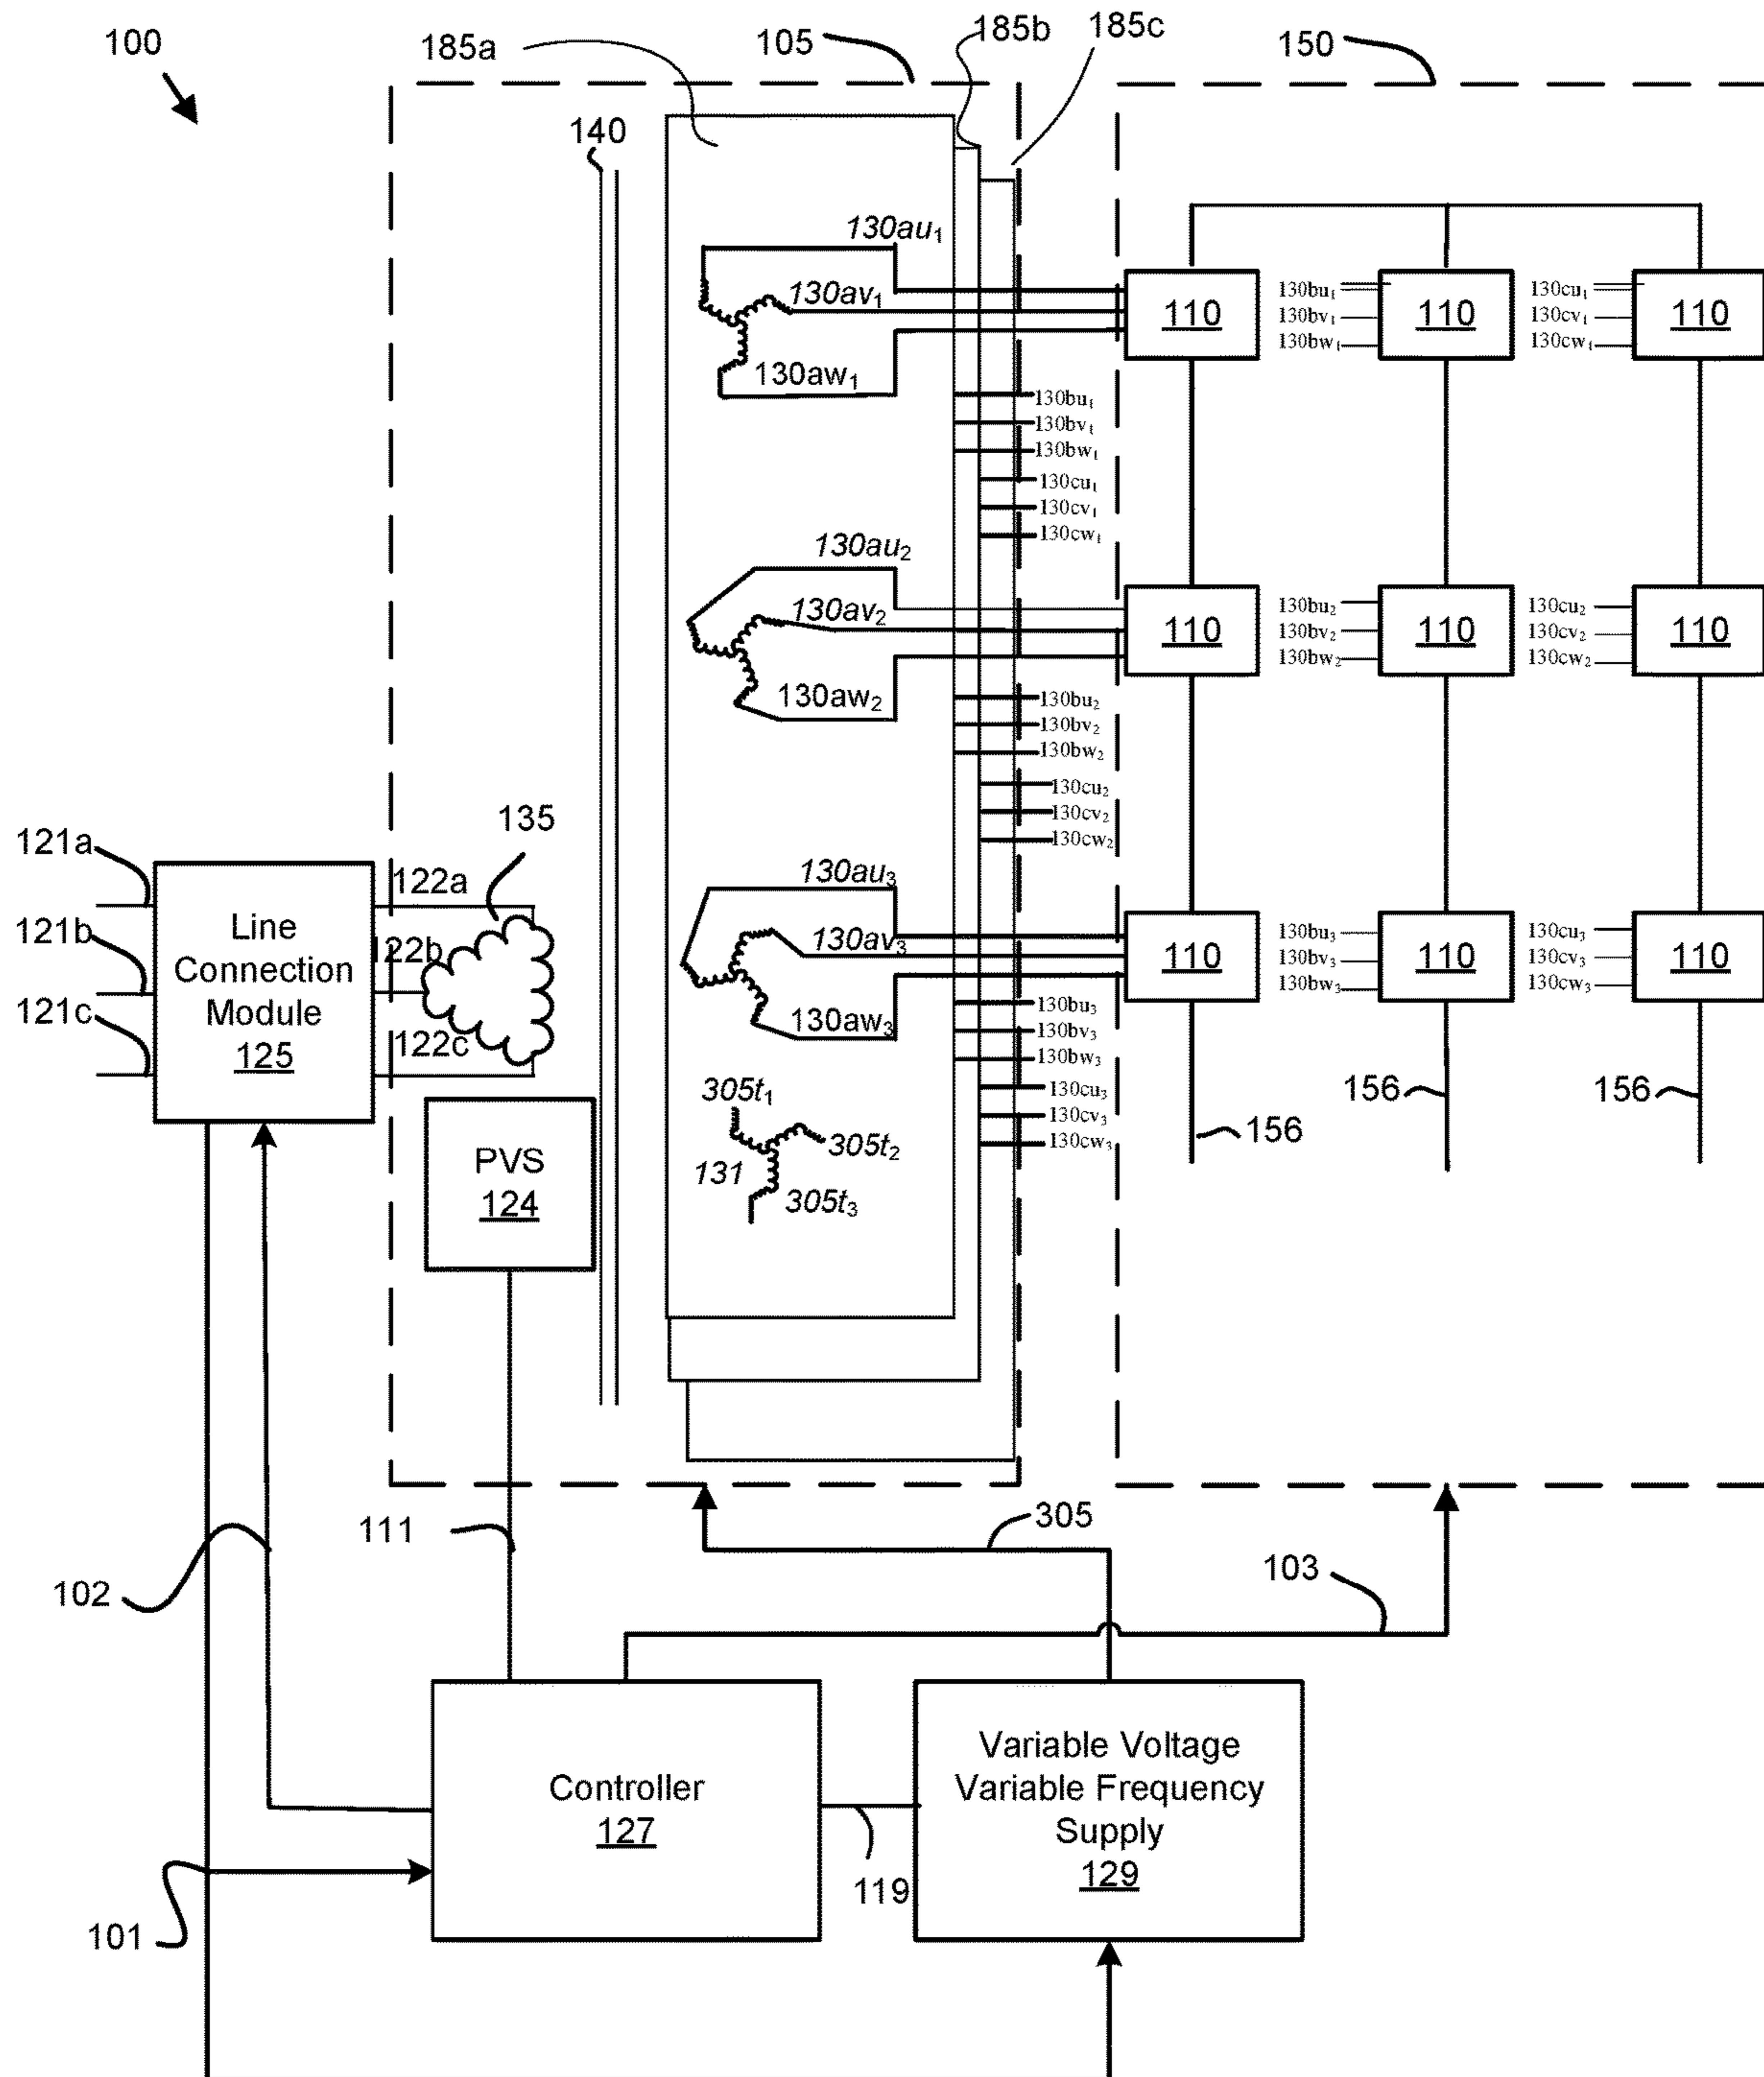 100
185a
105
185b
185c
150
140
130au1
130av1
130aw1
110
130bu1
130bv1
130bw1
110
130cu1
130cv1
130cw1
110
130bu1
130bv1
130bw1
130cu1
130cv1
130cw1
130au2
130av2
130aw2
110
130bu2
130bv2
130bw2
110
130cu2
130cv2
130cw2
110
130bu2
130bv2
130bw2
130cu2
130cv2
130cw2
135
121a
121b
121c
122a
122b
122c
Line
Connection
Module
125
130au3
130av3
130aw3
110
130bu3
130bv3
130bw3
110
130cu3
130cv3
130cw3
110
130bu3
130bv3
130bw3
130cu3
130cv3
130cw3
156
156
156
305t1
305t2
131
305t3
PVS
124
111
305
103
102
Controller
127
119
Variable Voltage
Variable Frequency
Supply
129
101